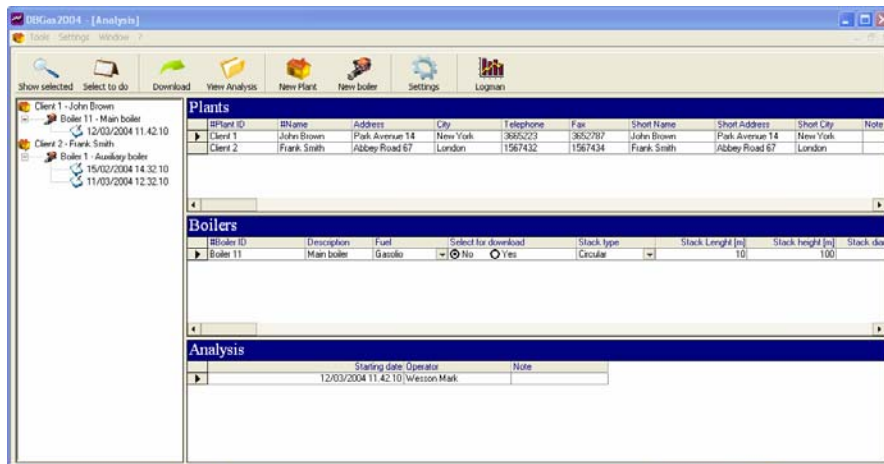 DBGas2004 - [Analysis]
Tools Settings Window ?
Show selected Select to do Download View Analysis New Plant New boiler Settings Logman
Client 1 - John Brown
Boiler 11 - Main boiler
12/03/2004 11.42.10
Client 2 - Frank Smith
Boiler 1 - Auxiliary boiler
15/02/2004 14.32.10
11/03/2004 12.32.10
Plants
#Plant ID #Name Address City Telephone Fax Short Name Short Address Short City Note
Client 1 John Brown Park Avenue 14 New York 3665223 3652787 John Brown Park Avenue 14 New York
Client 2 Frank Smith Abbey Road 67 London 1567432 1567434 Frank Smith Abbey Road 67 London
Boilers
#Boiler ID Description Fuel Select for download Stack type Stack Lenght [m] Stack height [m] Stack dia
Boiler 11 Main boiler Gasolio No Yes Circular 10 100
Analysis
Starting date Operator Note
12/03/2004 11.42.10 Wesson Mark